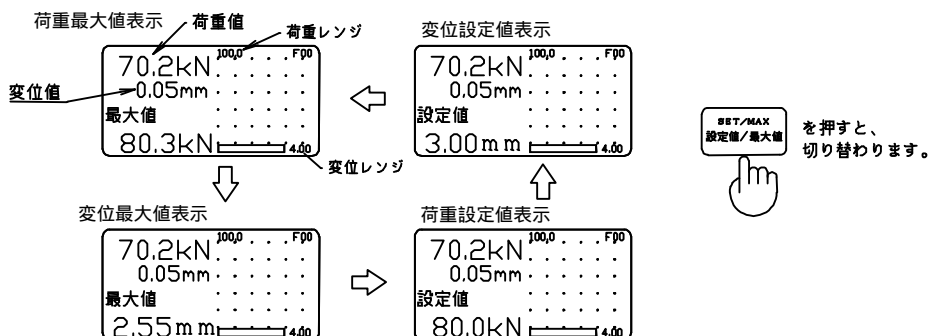 荷重最大値表示
荷重値
荷重レンジ
70.2kN
100.0
F00
変位値
0.05mm
最大値
80.3kN
4.00
変位レンジ
変位設定値表示
70.2kN
100.0
F00
0.05mm
設定値
3.00mm
4.00
SET/MAX
設定値/最大値
を押すと、
切り替わります。
変位最大値表示
70.2kN
100.0
F00
0.05mm
最大値
2.55mm
4.00
荷重設定値表示
70.2kN
100.0
F00
0.05mm
設定値
80.0kN
4.00